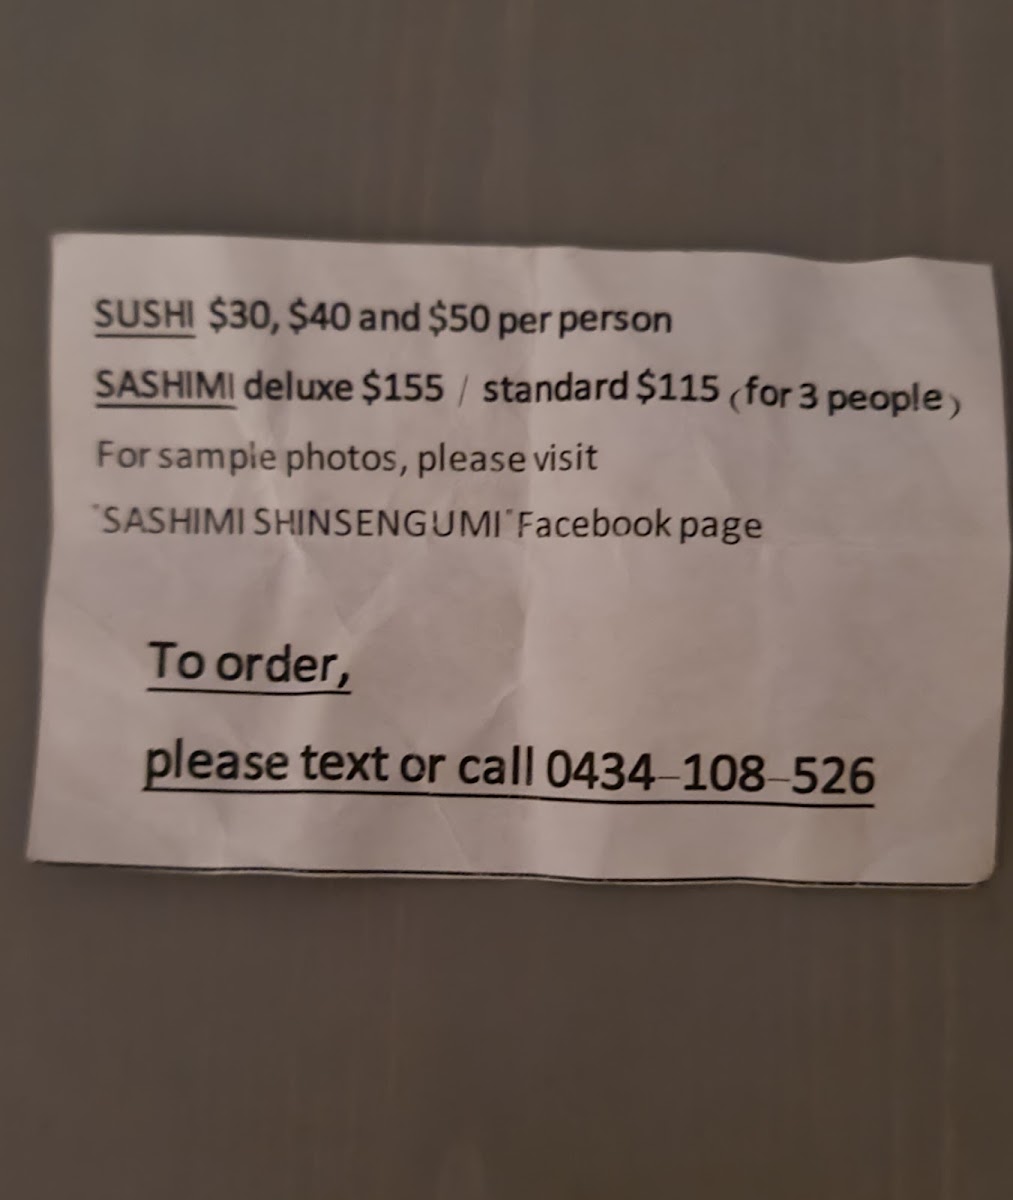 SUSHI $30, $40 and $50 per person
SASHIMI deluxe $155 / standard $115 (for 3 people)
For sample photos, please visit
"SASHIMI SHINSENGUMI" Facebook page
To order,
please text or call 0434-108-526